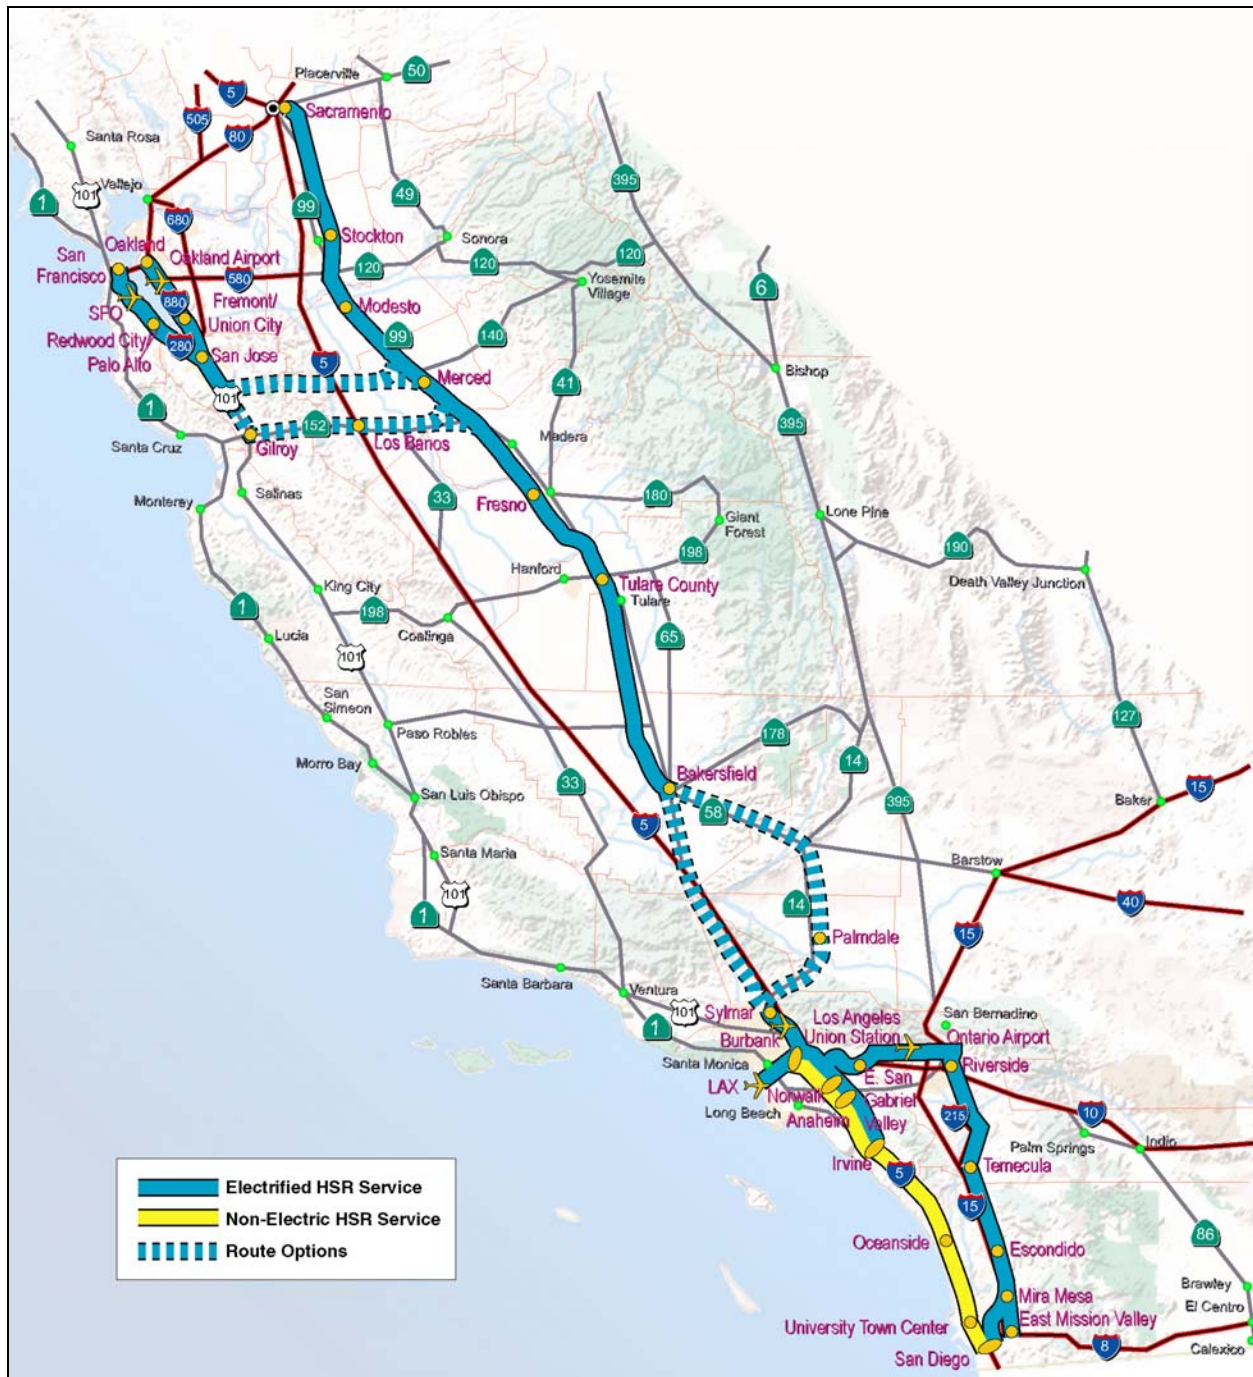 Placerville
50
5
505
80
Sacramento
Santa Rosa
101
Vallejo
1
99
49
395
680
Stockton
Sonora
Oakland
Oakland Airport
San
Francisco
580
120
120
120
Yosemite
Village
6
SFO
880
Fremont/
Union City
Modesto
Redwood City/
Palo Alto
280
San Jose
99
140
5
Merced
41
Bishop
101
1
152
Los Banos
Gilroy
Santa Cruz
Madera
395
Salinas
Monterey
33
Fresno
180
Giant
Forest
Lone Pine
198
190
Hanford
Tulare County
Death Valley Junction
King City
Tulare
1
198
Coalinga
Lucia
65
101
San
Simeon
Paso Robles
178
127
14
Morro Bay
33
Bakersfield
San Luis Obispo
58
395
15
Baker
5
Santa Maria
Barstow
101
1
14
40
15
Palmdale
Santa Barbara
Ventura
101
1
Sylmar
Los Angeles
Union Station
San Bernadino
Ontario Airport
Burbank
Santa Monica
Riverside
LAX
E. San
Gabriel
Valley
Norwalk
Long Beach
Anaheim
215
10
Palm Springs
Indio
Irvine
5
Temecula
15
86
Oceanside
Escondido
Brawley
Mira Mesa
El Centro
University Town Center
East Mission Valley
San Diego
8
Calexico
Electrified HSR Service
Non-Electric HSR Service
Route Options